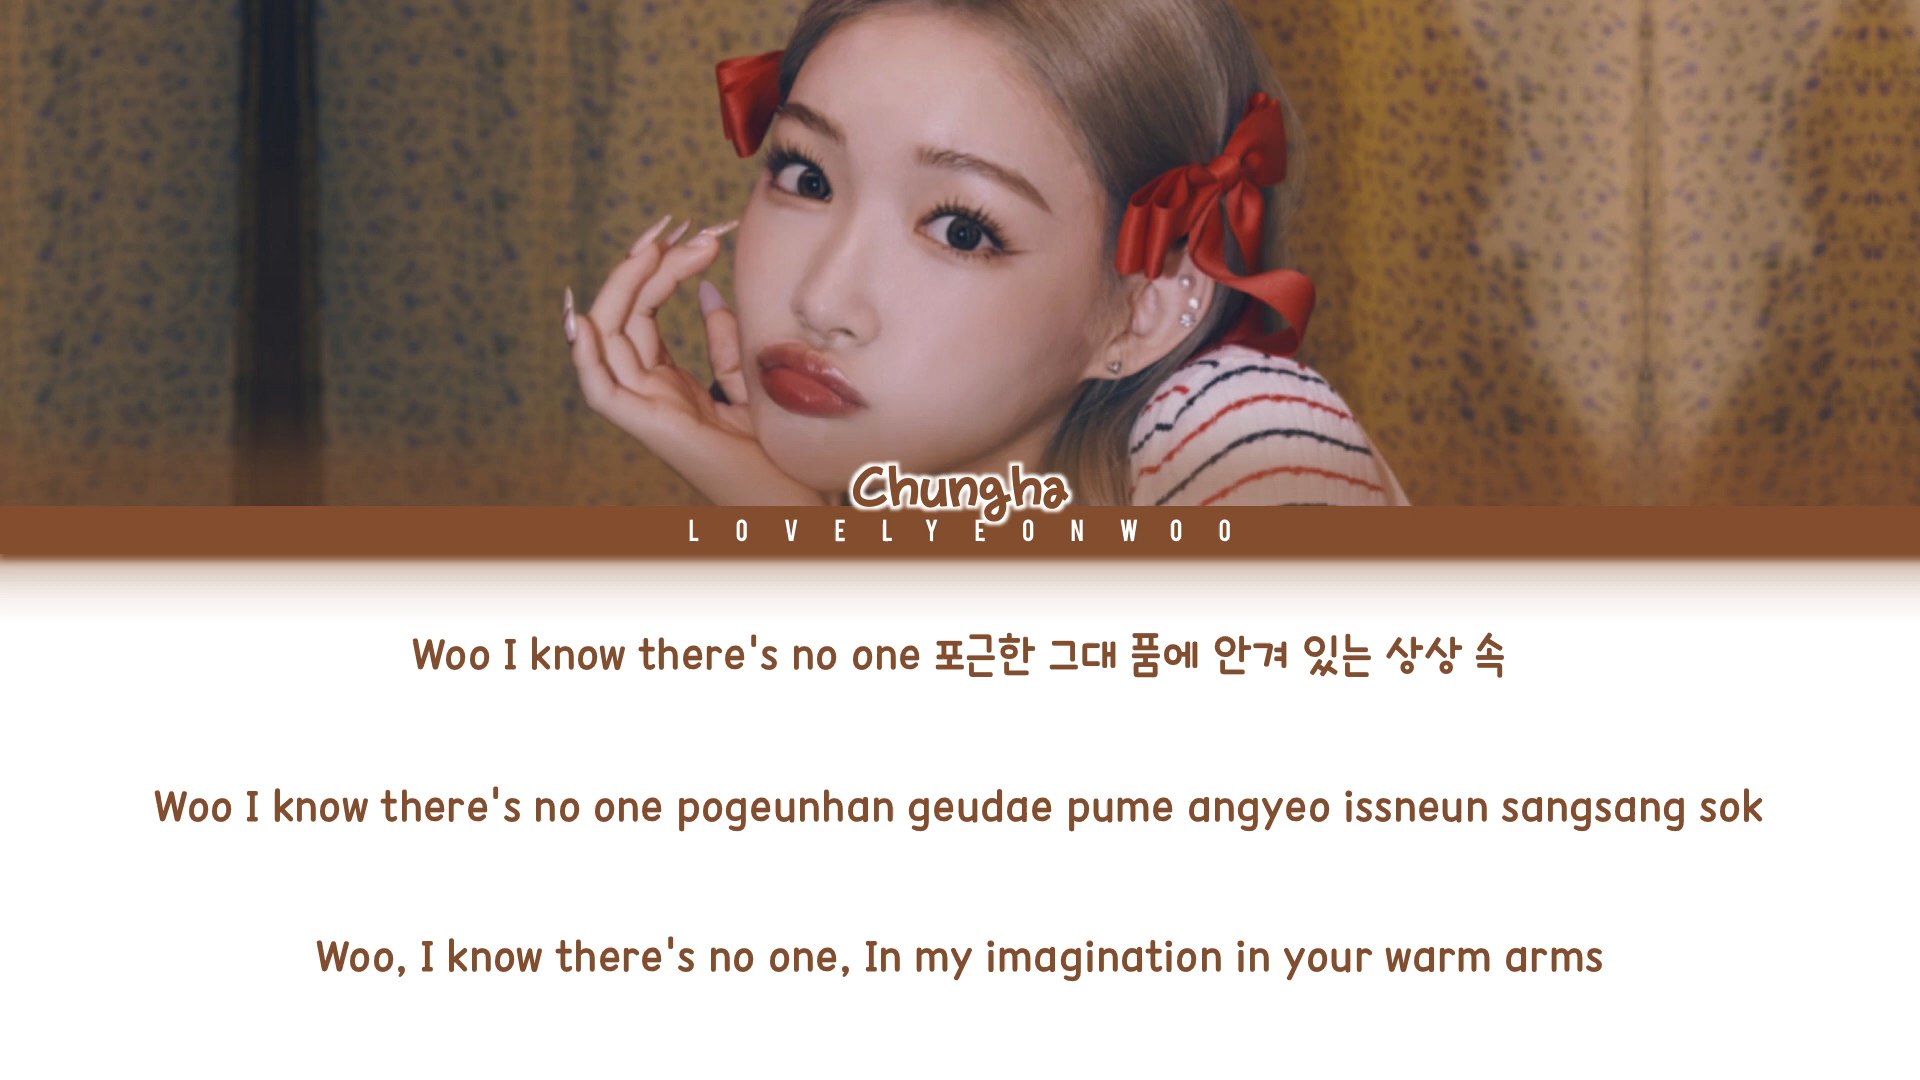 Chungha
LOVELYEONWOO
Woo I know there's no one 포근한 그대 품에 안겨 있는 상상 속
Woo I know there's no one pogeunhan geudae pume angyeo issneun sangsang sok
Woo, I know there's no one, In my imagination in your warm arms